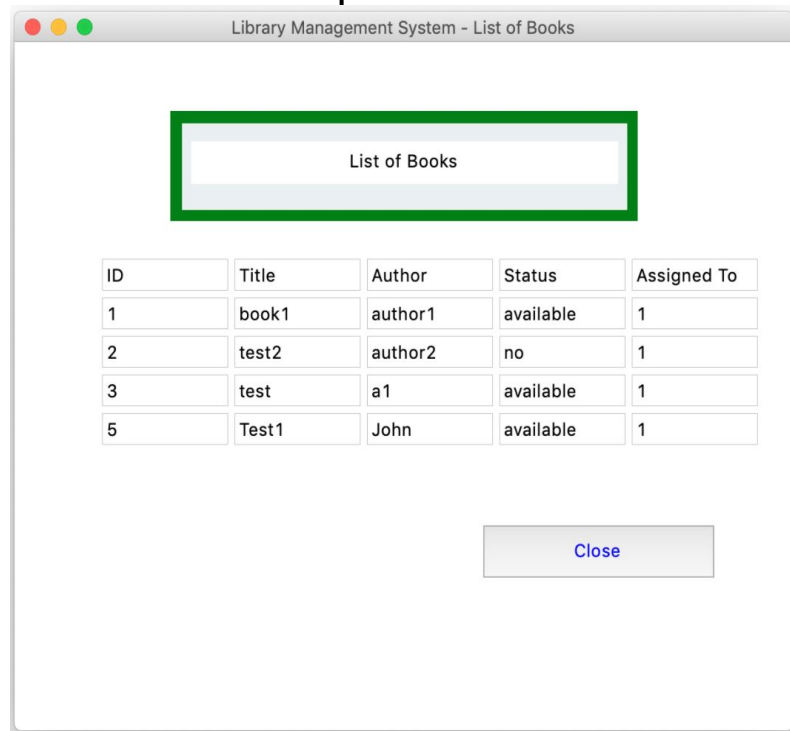 Library Management System - List of Books
List of Books
ID Title Author Status Assigned To
1 book1 author1 available 1
2 test2 author2 no 1
3 test a1 available 1
5 Test1 John available 1
Close